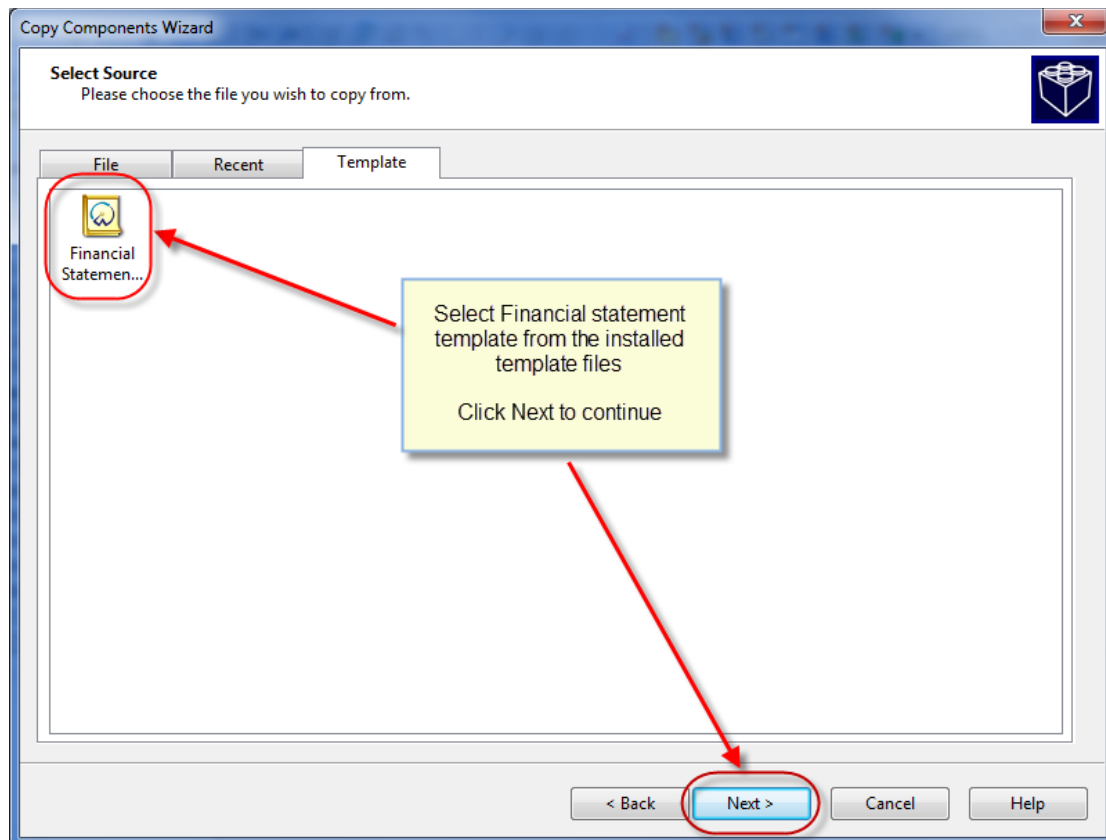 Copy Components Wizard
Select Source
Please choose the file you wish to copy from.
File
Recent
Template
Financial
Statemen...
Select Financial statement
template from the installed
template files
Click Next to continue
< Back
Next >
Cancel
Help